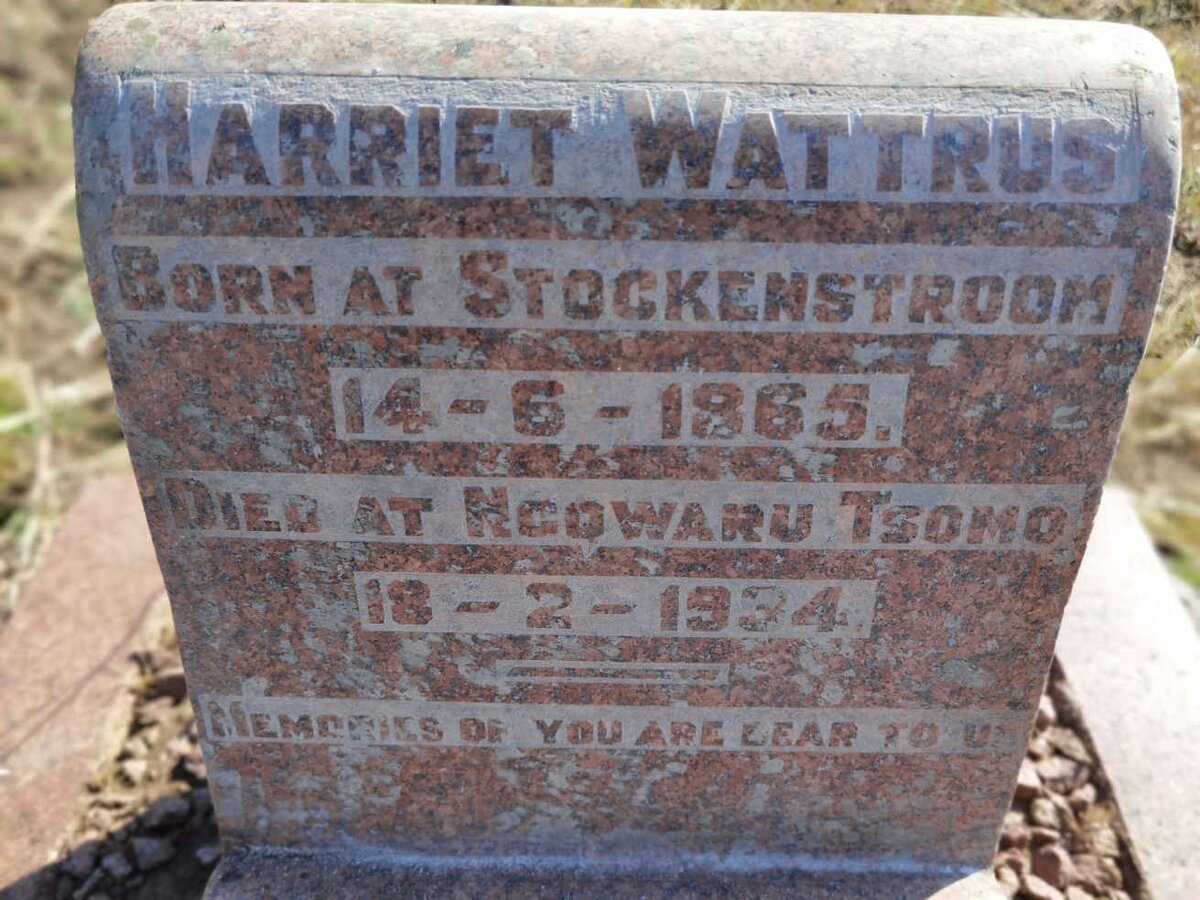 HARRIET WATTRUS
BORN AT STOCKENSTROOM
14-6-1865.
DIED AT NGQWARU TSOMO
18-2-1934.
MEMORIES OF YOU ARE DEAR TO US